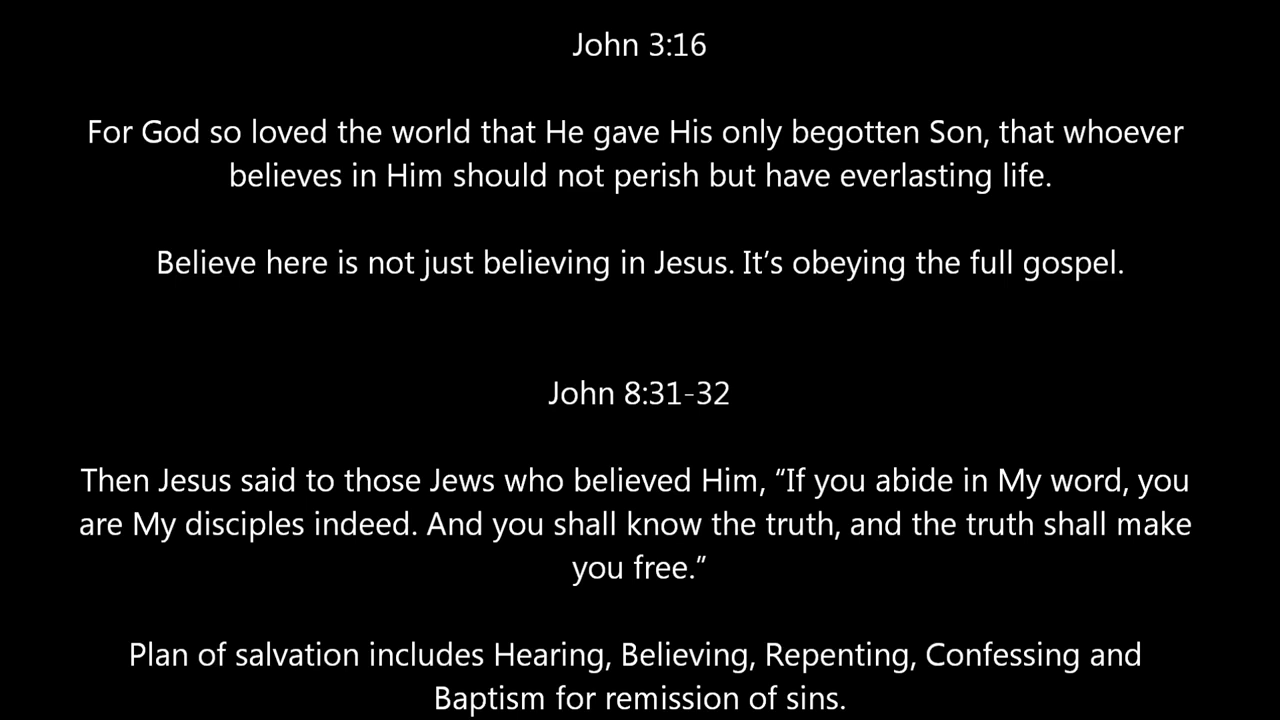 John 3:16
For God so loved the world that He gave His only begotten Son, that whoever
believes in Him should not perish but have everlasting life.
Believe here is not just believing in Jesus. It’s obeying the full gospel.
John 8:31-32
Then Jesus said to those Jews who believed Him, “If you abide in My word, you
are My disciples indeed. And you shall know the truth, and the truth shall make
you free.”
Plan of salvation includes Hearing, Believing, Repenting, Confessing and
Baptism for remission of sins.